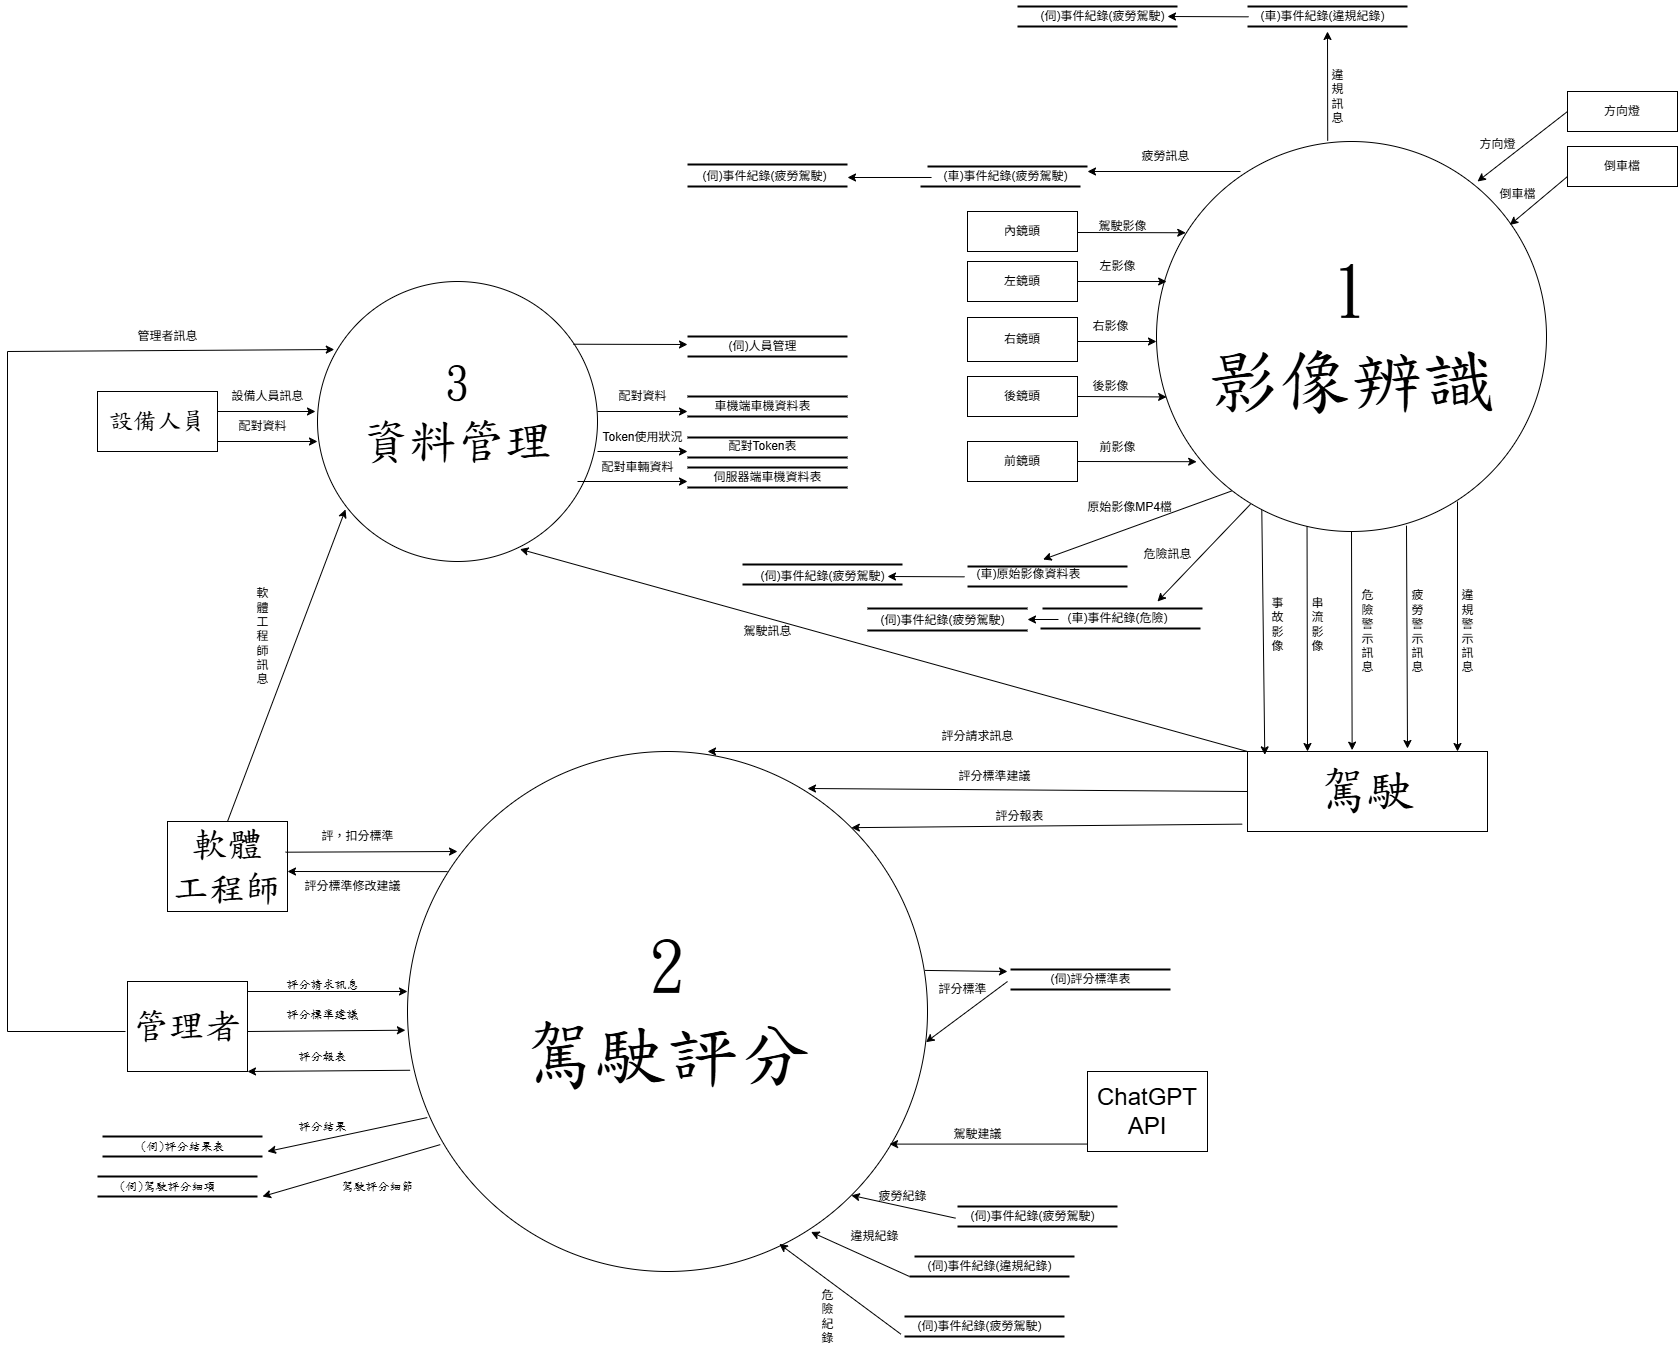 (伺)事件紀錄(疲勞駕駛)
(車)事件紀錄(違規紀錄)
違規訊息
方向燈
方向燈
倒車檔
倒車檔
疲勞訊息
(伺)事件紀錄(疲勞駕駛)
(車)事件紀錄(疲勞駕駛)
內鏡頭
駕駛影像
左鏡頭
左影像
右鏡頭
右影像
後鏡頭
後影像
前鏡頭
前影像
1
影像辨識
原始影像MP4檔
危險訊息
(伺)事件紀錄(疲勞駕駛)
(車)原始影像資料表
(伺)事件紀錄(疲勞駕駛)
(車)事件紀錄(危險)
事故影像
串流影像
危險警示訊息
疲勞警示訊息
違規警示訊息
管理者訊息
設備人員
設備人員訊息
配對資料
3
資料管理
(伺)人員管理
配對資料
車機端車機資料表
Token使用狀況
配對Token表
配對車輛資料
伺服器端車機資料表
軟體工程師訊息
駕駛訊息
駕駛
評分請求訊息
評分標準建議
評分報表
軟體
工程師
評，扣分標準
評分標準修改建議
2
駕駛評分
管理者
評分請求訊息
評分標準建議
評分報表
評分結果
(伺)評分結果表
(伺)駕駛評分細項
駕駛評分細節
評分標準
(伺)評分標準表
ChatGPT
API
駕駛建議
疲勞紀錄
(伺)事件紀錄(疲勞駕駛)
違規紀錄
(伺)事件紀錄(違規紀錄)
危險紀錄
(伺)事件紀錄(疲勞駕駛)